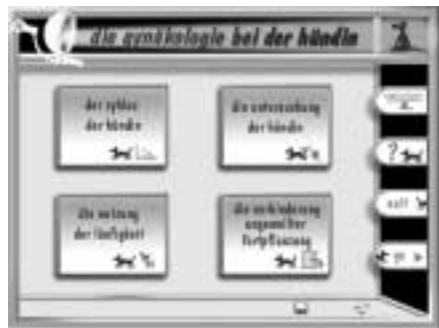 die gynäkologie bei der hündin
der zyklus
der hündin
die untersuchung
der hündin
die nutzung
der läufigkeit
die verhinderung
ungewollter
fortpflanzung
?